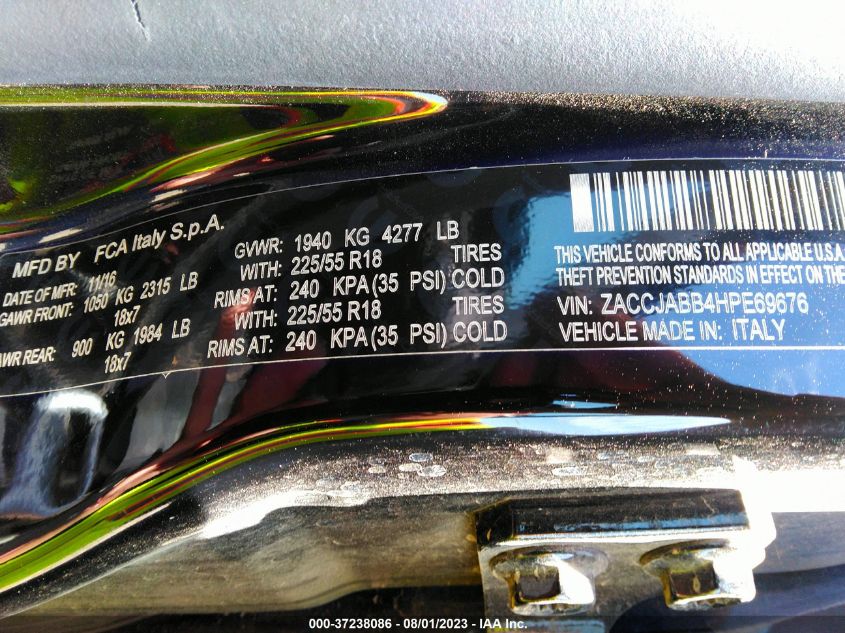 MFD BY FCA Italy S.p.A.
DATE OF MFR: 11/16 GVWR: 1940 KG 4277 LB
GAWR FRONT: 1050 KG 2315 LB WITH: 225/55 R18 TIRES
18x7 RIMS AT: 240 KPA (35 PSI) COLD
AWR REAR: 900 KG 1984 LB WITH: 225/55 R18 TIRES
18x7 RIMS AT: 240 KPA (35 PSI) COLD
THIS VEHICLE CONFORMS TO ALL APPLICABLE U.S.A.
THEFT PREVENTION STANDARDS IN EFFECT ON THE
VIN: ZACCJABB4HPE69676
VEHICLE MADE IN: ITALY
000-37238086 - 08/01/2023 - IAA Inc.